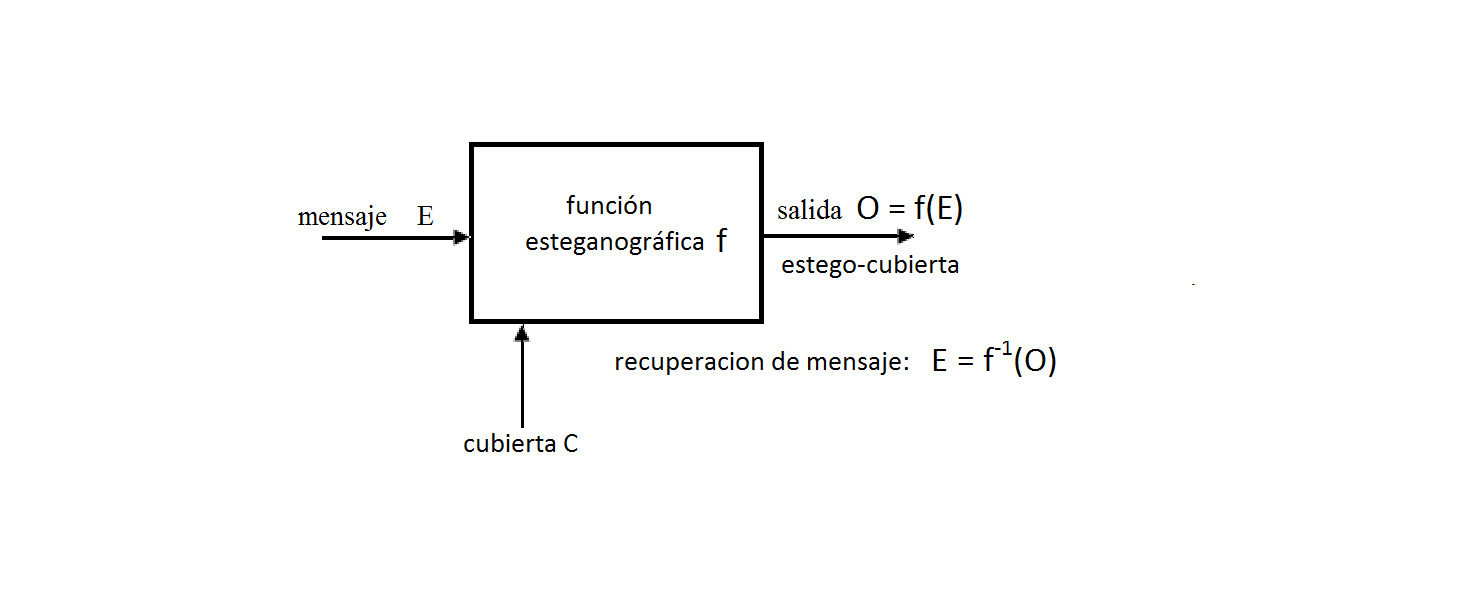 mensaje E
función
esteganográfica f
salida O = f(E)
estego-cubierta
recuperacion de mensaje: E = f⁻¹(O)
cubierta C